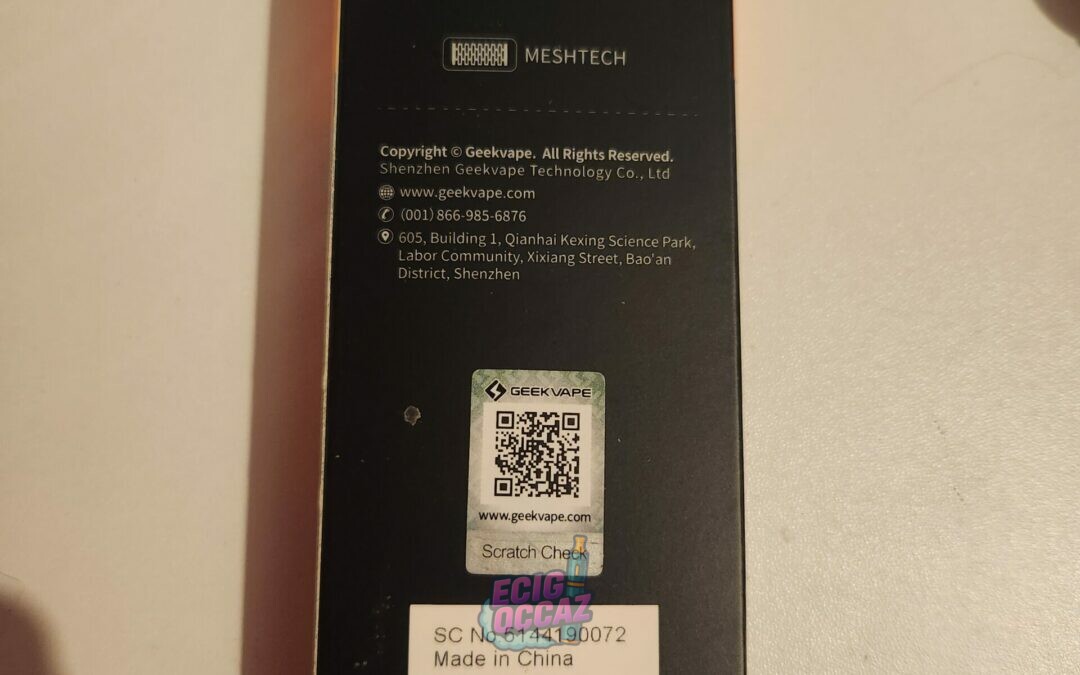 MESHTECH
Copyright © Geekvape. All Rights Reserved.
Shenzhen Geekvape Technology Co., Ltd
www.geekvape.com
(001) 866-985-6876
605, Building 1, Qianhai Kexing Science Park,
Labor Community, Xixiang Street, Bao'an
District, Shenzhen
GEEKVAPE
www.geekvape.com
Scratch Check
ECIG
OCCAZ
SC No 5144190072
Made in China